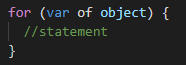 for (var of object) {
  //statement
}